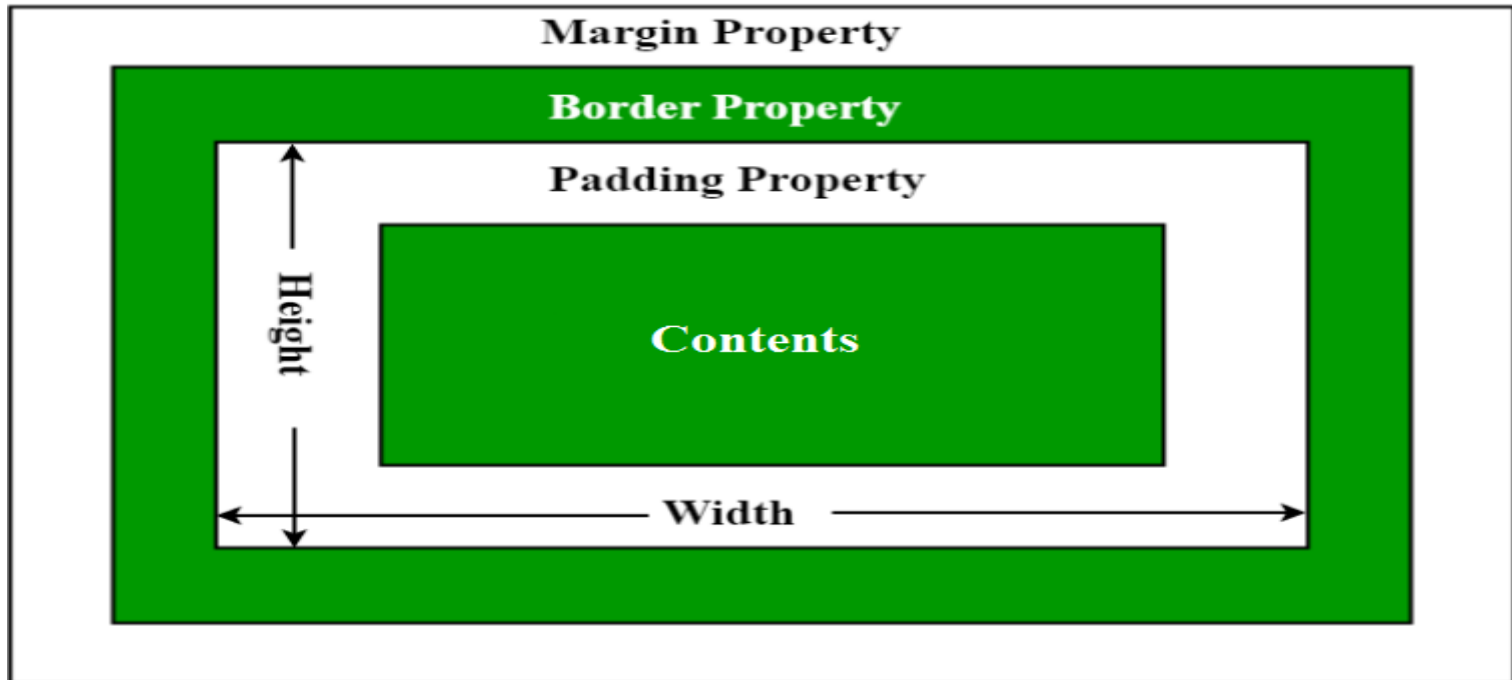 Margin Property
Border Property
Padding Property
Height
Contents
Width